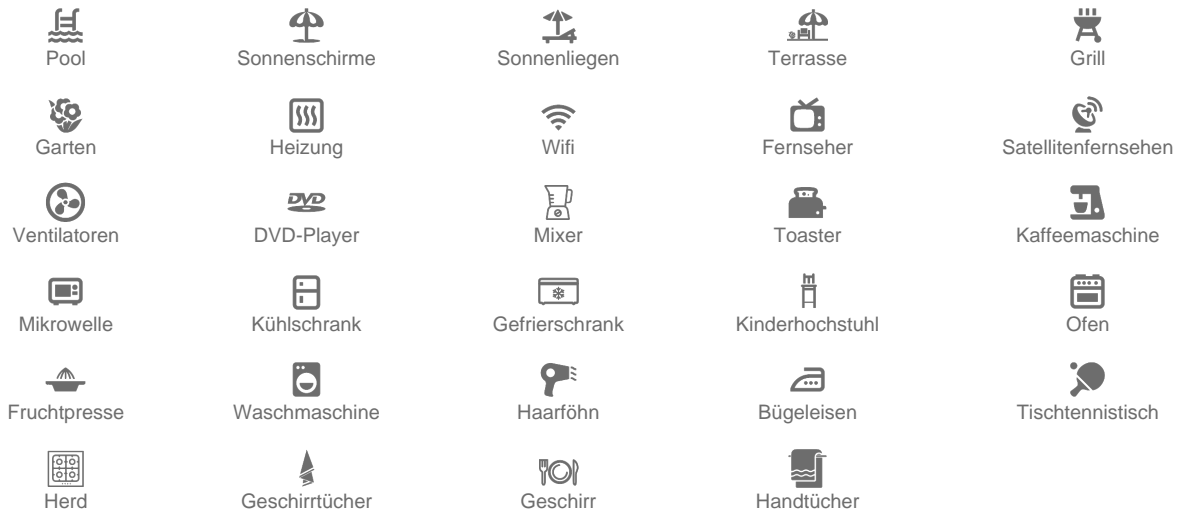 Pool Sonnenschirme Sonnenliegen Terrasse Grill
Garten Heizung Wifi Fernseher Satellitenfernsehen
DVD
Ventilatoren DVD-Player Mixer Toaster Kaffeemaschine
Mikrowelle Kühlschrank Gefrierschrank Kinderhochstuhl Ofen
Fruchtpresse Waschmaschine Haarföhn Bügeleisen Tischtennistisch
Herd Geschirrtücher Geschirr Handtücher